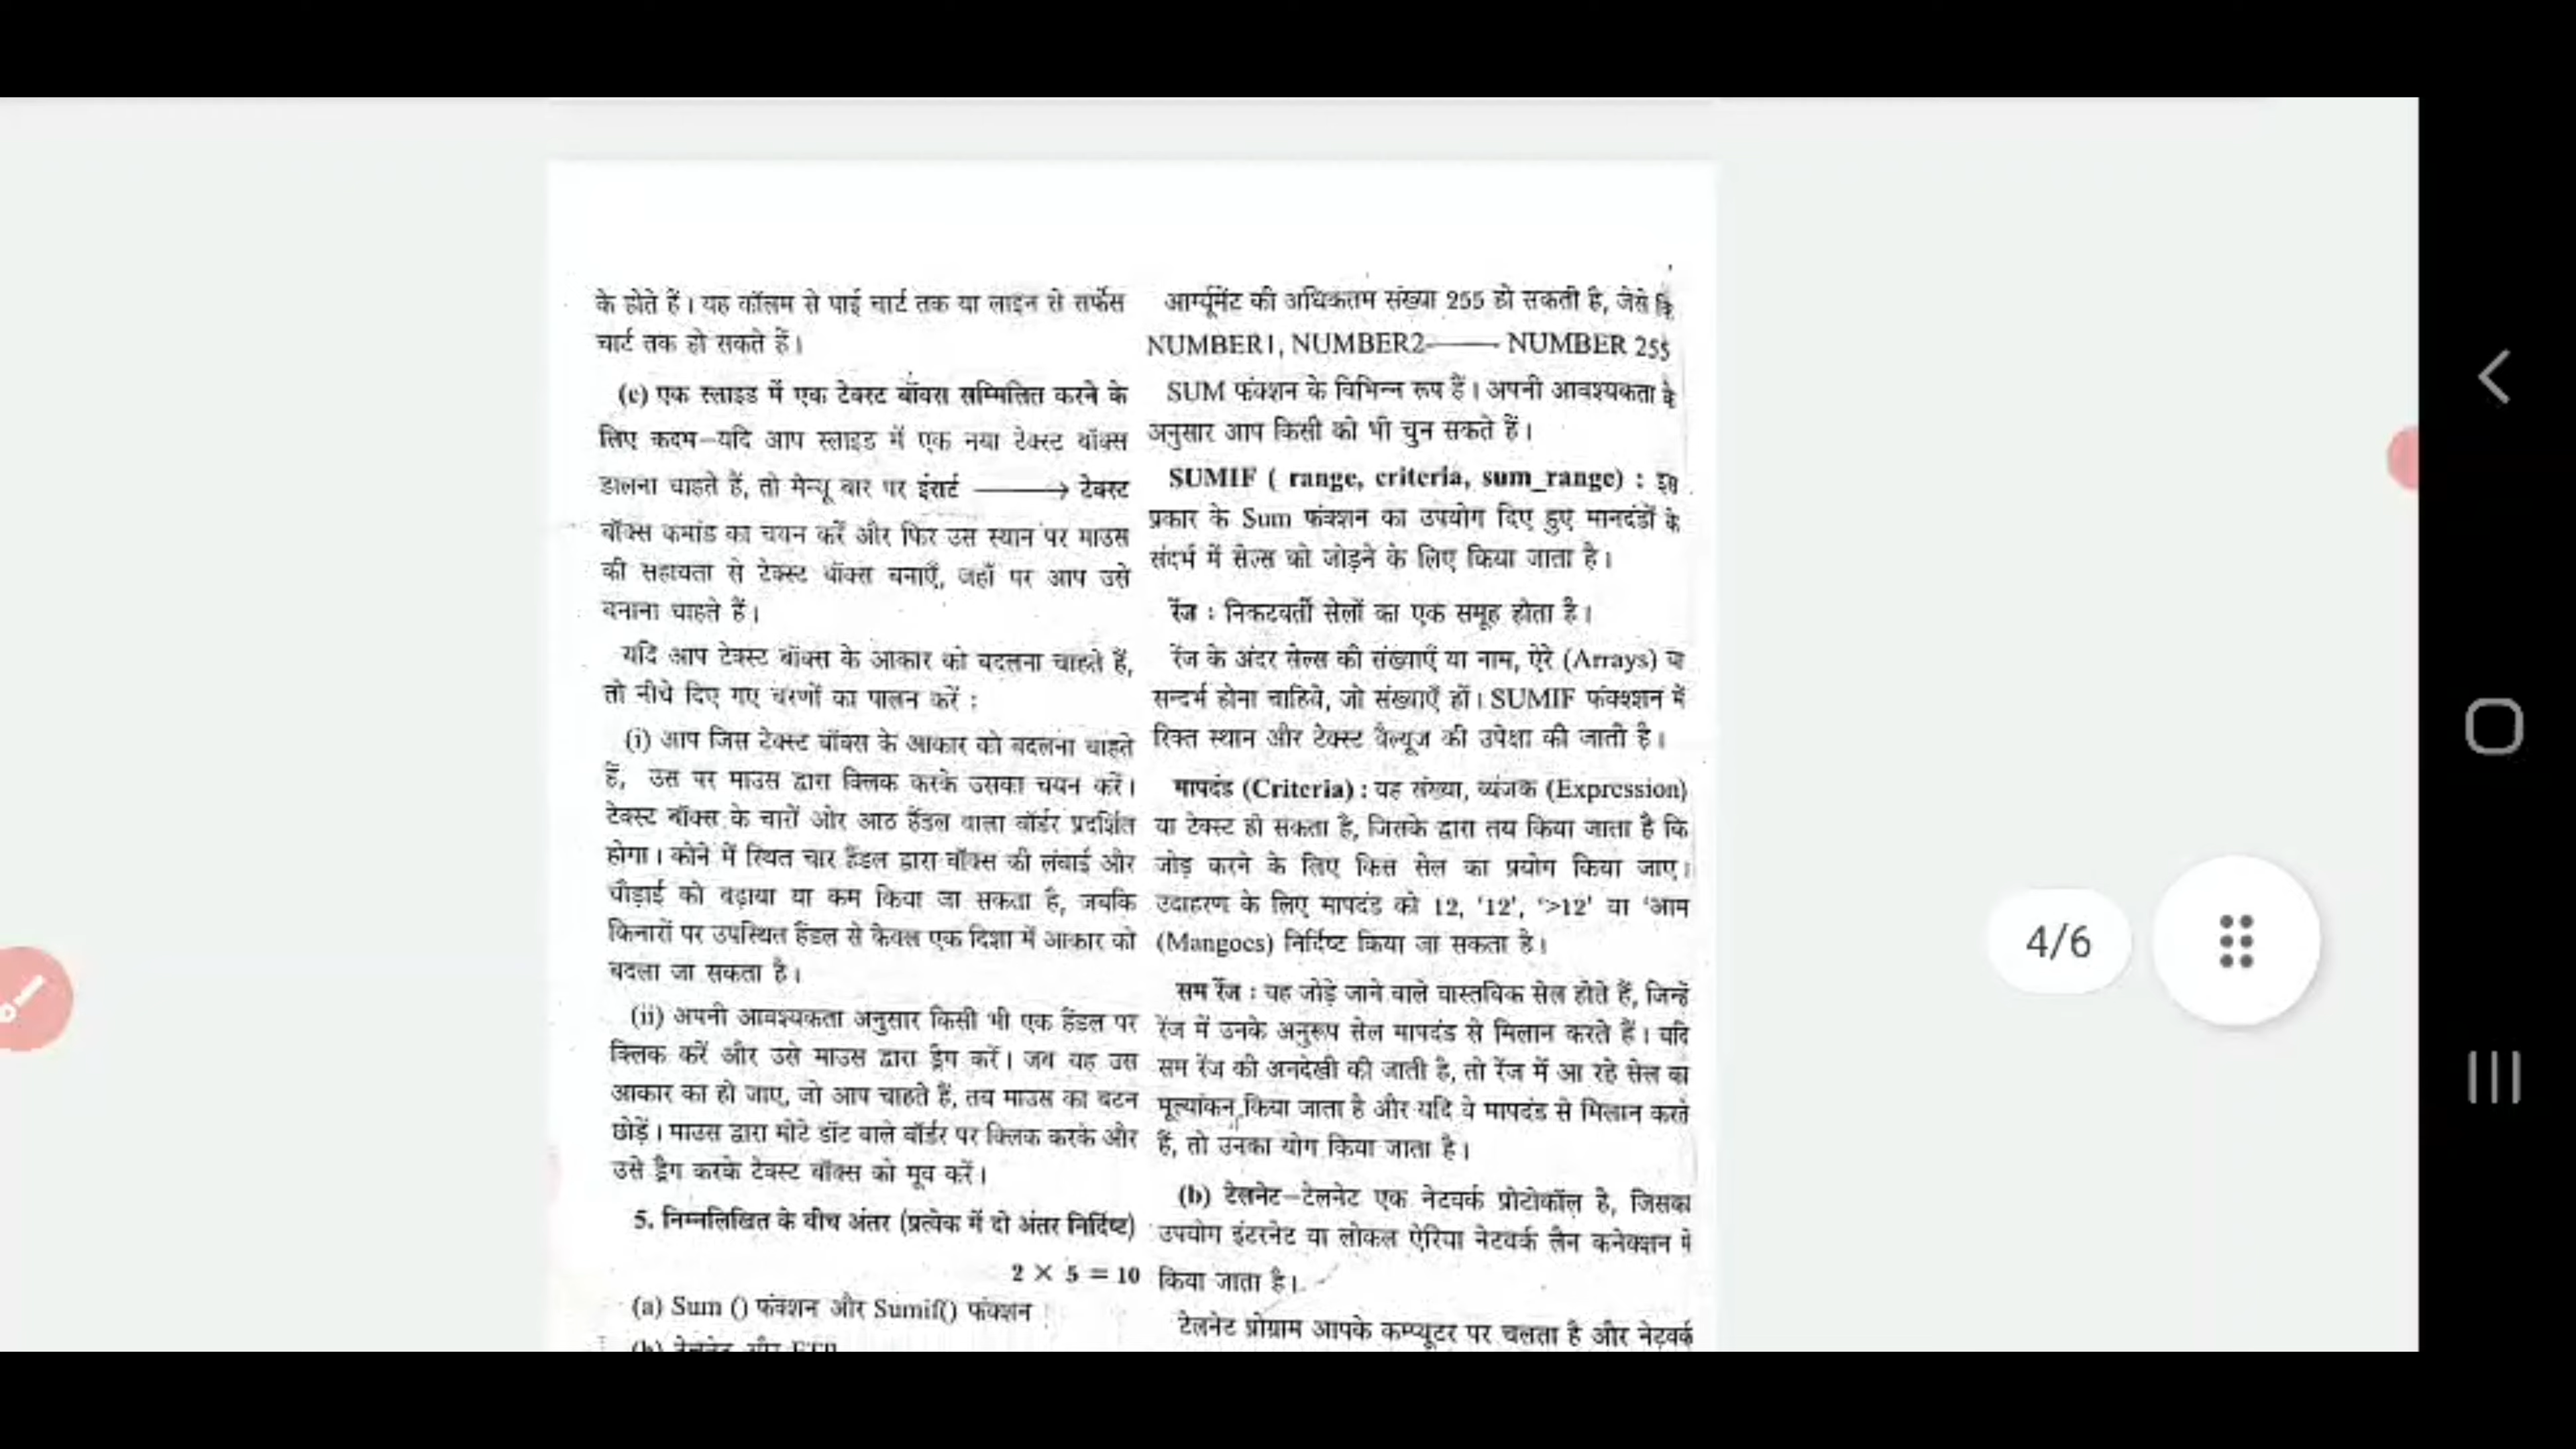 के होते हैं। यह कॉलम से पाई चार्ट तक या लाइन से सर्फेस
चार्ट तक हो सकते हैं।
(c) एक स्लाइड में एक टेक्स्ट बॉक्स सम्मिलित करने के
लिए कदम–यदि आप स्लाइड में एक नया टेक्स्ट बॉक्स
डालना चाहते हैं, तो मेन्यू बार पर इंसर्ट ⟶ टेक्स्ट
बॉक्स कमांड का चयन करें और फिर उस स्थान पर माउस
की सहायता से टेक्स्ट बॉक्स बनाएँ, जहाँ पर आप उसे
बनाना चाहते हैं।
यदि आप टेक्स्ट बॉक्स के आकार को बदलना चाहते हैं,
तो नीचे दिए गए चरणों का पालन करें :
(i) आप जिस टेक्स्ट बॉक्स के आकार को बदलना चाहते
हैं, उस पर माउस द्वारा क्लिक करके उसका चयन करें।
टेक्स्ट बॉक्स के चारों ओर आठ हैंडल वाला बॉर्डर प्रदर्शित
होगा। कोने में स्थित चार हैंडल द्वारा बॉक्स की लंबाई और
चौड़ाई को बढ़ाया या कम किया जा सकता है, जबकि
किनारों पर उपस्थित हैंडल से केवल एक दिशा में आकार को
बदला जा सकता है।
(ii) अपनी आवश्यकता अनुसार किसी भी एक हैंडल पर
क्लिक करें और उसे माउस द्वारा ड्रैग करें। जब यह उस
आकार का हो जाए, जो आप चाहते हैं, तब माउस का बटन
छोड़ें। माउस द्वारा मोटे डॉट वाले बॉर्डर पर क्लिक करके और
उसे ड्रैग करके टेक्स्ट बॉक्स को मूव करें।
5. निम्नलिखित के बीच अंतर (प्रत्येक में दो अंतर निर्दिष्ट)
2 × 5 = 10
(a) Sum () फंक्शन और Sumif() फंक्शन
(b) टेलनेट और FTP
आर्ग्यूमेंट की अधिकतम संख्या 255 हो सकती है, जैसे कि
NUMBER1, NUMBER2——— NUMBER 255
SUM फंक्शन के विभिन्न रूप हैं। अपनी आवश्यकता के
अनुसार आप किसी को भी चुन सकते हैं।
SUMIF ( range, criteria, sum_range) : इस
प्रकार के Sum फंक्शन का उपयोग दिए हुए मानदंडों के
संदर्भ में सेल्स को जोड़ने के लिए किया जाता है।
रेंज : निकटवर्ती सेलों का एक समूह होता है।
रेंज के अंदर सेल्स की संख्याएँ या नाम, ऐरे (Arrays) या
सन्दर्भ होना चाहिये, जो संख्याएँ हों। SUMIF फंक्शन में
रिक्त स्थान और टेक्स्ट वैल्यूज की उपेक्षा की जाती है।
मापदंड (Criteria) : यह संख्या, व्यंजक (Expression)
या टेक्स्ट हो सकता है, जिसके द्वारा तय किया जाता है कि
जोड़ करने के लिए किस सेल का प्रयोग किया जाए।
उदाहरण के लिए मापदंड को 12, '12', '>12' या 'आम
(Mangoes) निर्दिष्ट किया जा सकता है।
सम रेंज : यह जोड़े जाने वाले वास्तविक सेल होते हैं, जिन्हें
रेंज में उनके अनुरूप सेल मापदंड से मिलान करते हैं। यदि
सम रेंज की अनदेखी की जाती है, तो रेंज में आ रहे सेल का
मूल्यांकन किया जाता है और यदि वे मापदंड से मिलान करते
हैं, तो उनका योग किया जाता है।
(b) टेलनेट–टेलनेट एक नेटवर्क प्रोटोकॉल है, जिसका
उपयोग इंटरनेट या लोकल ऐरिया नेटवर्क लैन कनेक्शन में
किया जाता है।
टेलनेट प्रोग्राम आपके कम्प्यूटर पर चलता है और नेटवर्क
4/6